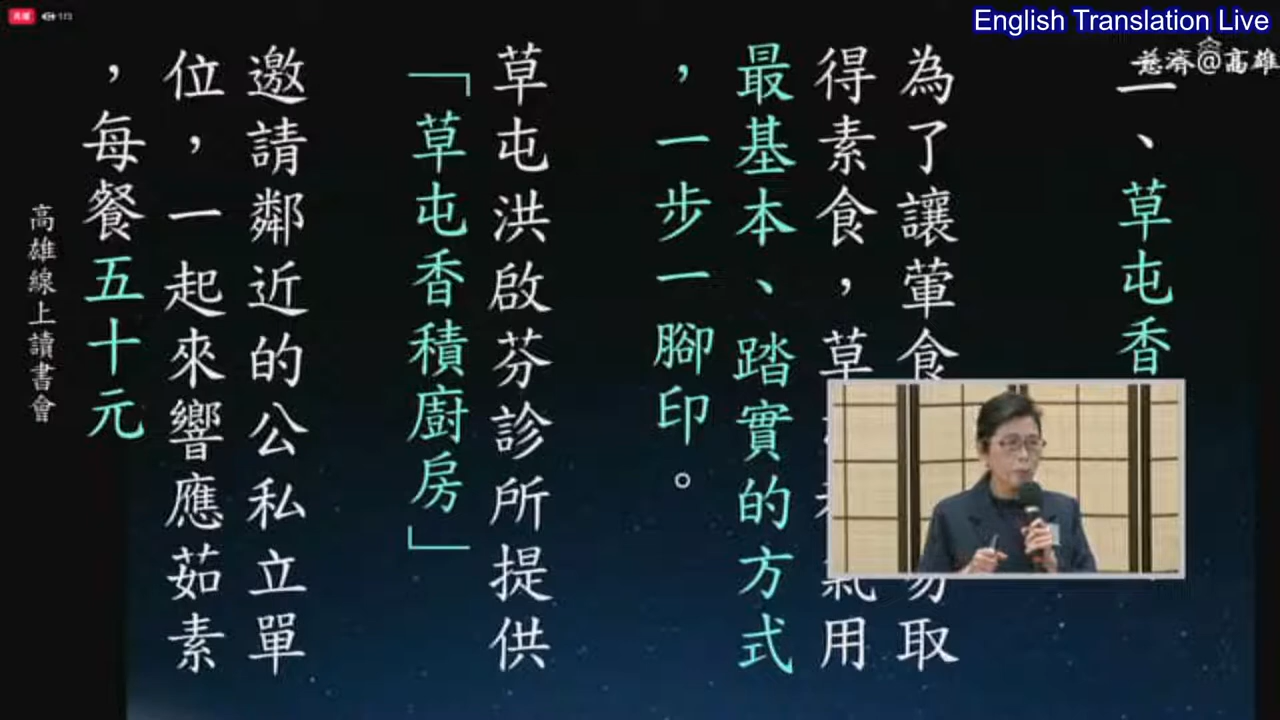 English Translation Live
慈濟@高雄
一、草屯香
為了讓葷食 取
得素食，草 用
最基本、踏實的方式
，一步一腳印。
草屯洪啟芬診所提供
「草屯香積廚房」
邀請鄰近的公私立單
位，一起來響應茹素
，每餐五十元
高雄線上讀書會